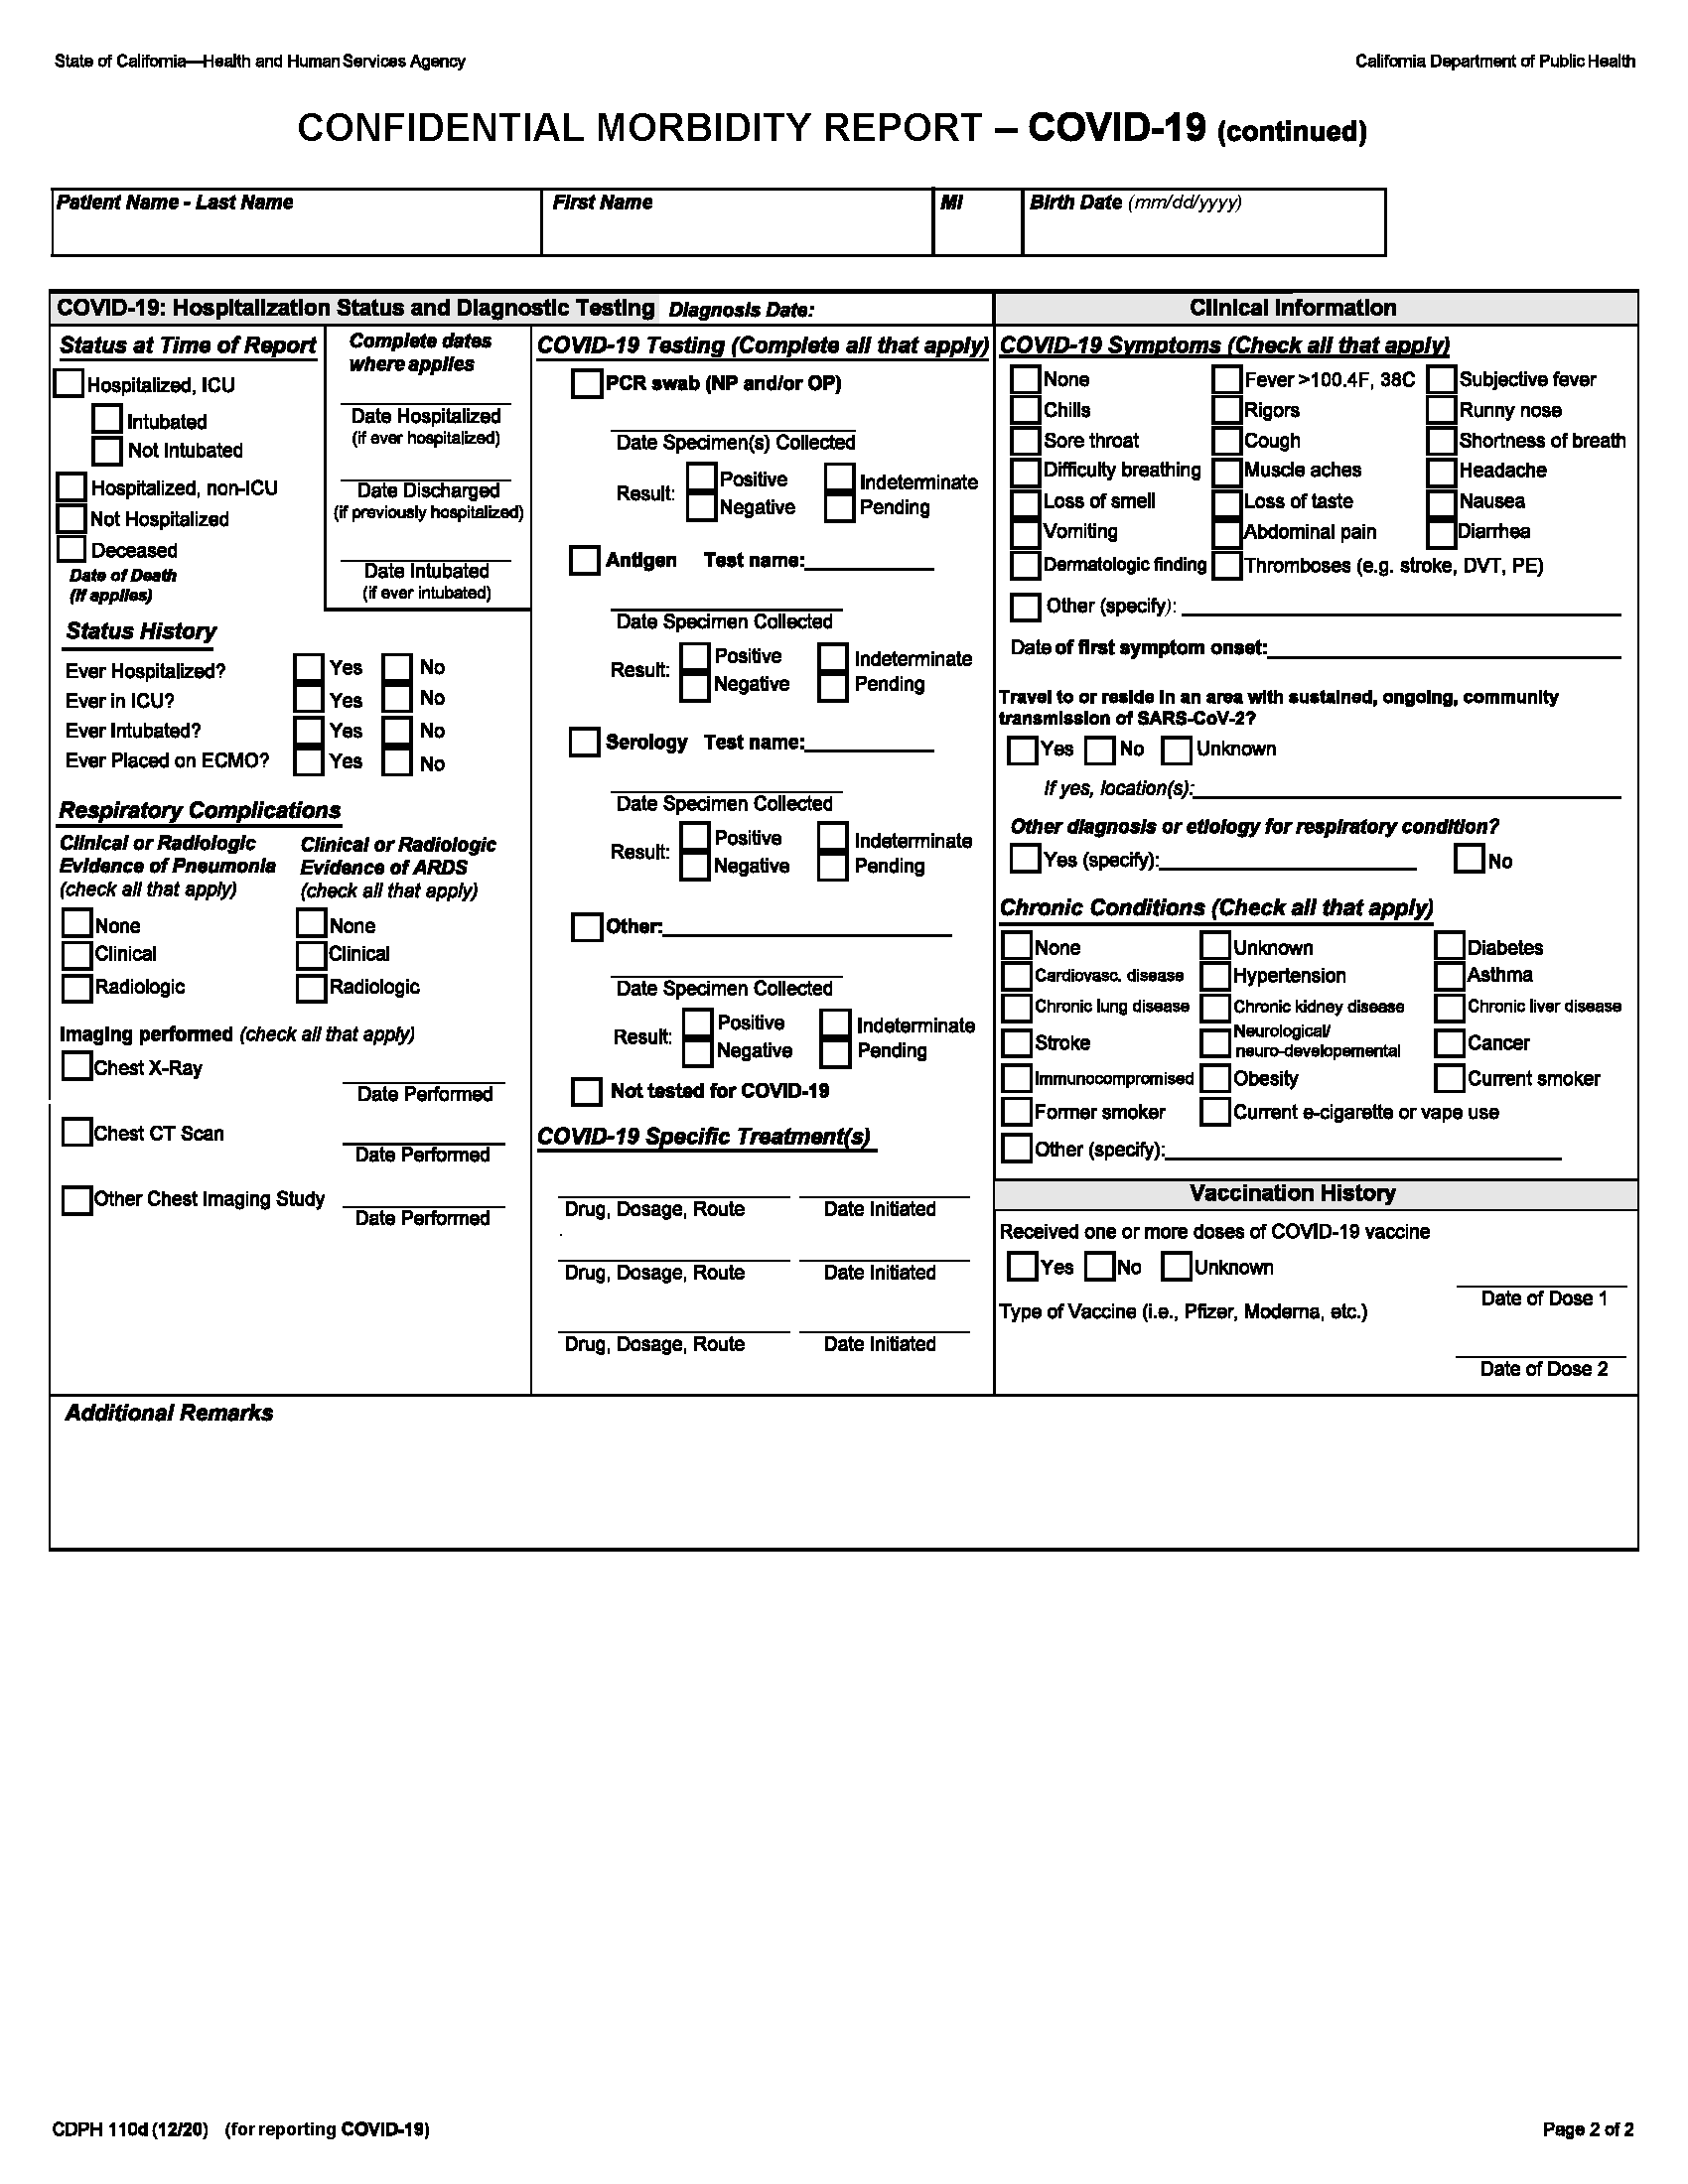 State of California—Health and Human Services Agency
California Department of Public Health
CONFIDENTIAL MORBIDITY REPORT – COVID-19 (continued)
Patient Name - Last Name
First Name
MI
Birth Date (mm/dd/yyyy)
COVID-19: Hospitalization Status and Diagnostic Testing
Diagnosis Date:
Status at Time of Report
Hospitalized, ICU
Intubated
Not Intubated
Hospitalized, non-ICU
Not Hospitalized
Deceased
Date of Death
(if applies)
Complete dates
where applies
Date Hospitalized
(if ever hospitalized)
Date Discharged
(if previously hospitalized)
Date Intubated
(if ever intubated)
Status History
Ever Hospitalized? Yes No
Ever in ICU? Yes No
Ever Intubated? Yes No
Ever Placed on ECMO? Yes No
Respiratory Complications
Clinical or Radiologic
Evidence of Pneumonia
(check all that apply)
None
Clinical
Radiologic
Clinical or Radiologic
Evidence of ARDS
(check all that apply)
None
Clinical
Radiologic
Imaging performed (check all that apply)
Chest X-Ray
Date Performed
Chest CT Scan
Date Performed
Other Chest Imaging Study
Date Performed
COVID-19 Testing (Complete all that apply)
PCR swab (NP and/or OP)
Date Specimen(s) Collected
Result: Positive Indeterminate
Negative Pending
Antigen Test name:
Date Specimen Collected
Result: Positive Indeterminate
Negative Pending
Serology Test name:
Date Specimen Collected
Result: Positive Indeterminate
Negative Pending
Other:
Date Specimen Collected
Result: Positive Indeterminate
Negative Pending
Not tested for COVID-19
COVID-19 Specific Treatment(s)
Drug, Dosage, Route Date Initiated
Drug, Dosage, Route Date Initiated
Drug, Dosage, Route Date Initiated
Clinical Information
COVID-19 Symptoms (Check all that apply)
None Fever >100.4F, 38C Subjective fever
Chills Rigors Runny nose
Sore throat Cough Shortness of breath
Difficulty breathing Muscle aches Headache
Loss of smell Loss of taste Nausea
Vomiting Abdominal pain Diarrhea
Dermatologic finding Thromboses (e.g. stroke, DVT, PE)
Other (specify):
Date of first symptom onset:
Travel to or reside in an area with sustained, ongoing, community
transmission of SARS-CoV-2?
Yes No Unknown
If yes, location(s):
Other diagnosis or etiology for respiratory condition?
Yes (specify): No
Chronic Conditions (Check all that apply)
None Unknown Diabetes
Cardiovasc. disease Hypertension Asthma
Chronic lung disease Chronic kidney disease Chronic liver disease
Stroke Neurological/ Cancer
neuro-developemental
Immunocompromised Obesity Current smoker
Former smoker Current e-cigarette or vape use
Other (specify):
Vaccination History
Received one or more doses of COVID-19 vaccine
Yes No Unknown
Date of Dose 1
Type of Vaccine (i.e., Pfizer, Moderna, etc.)
Date of Dose 2
Additional Remarks
CDPH 110d (12/20) (for reporting COVID-19)
Page 2 of 2